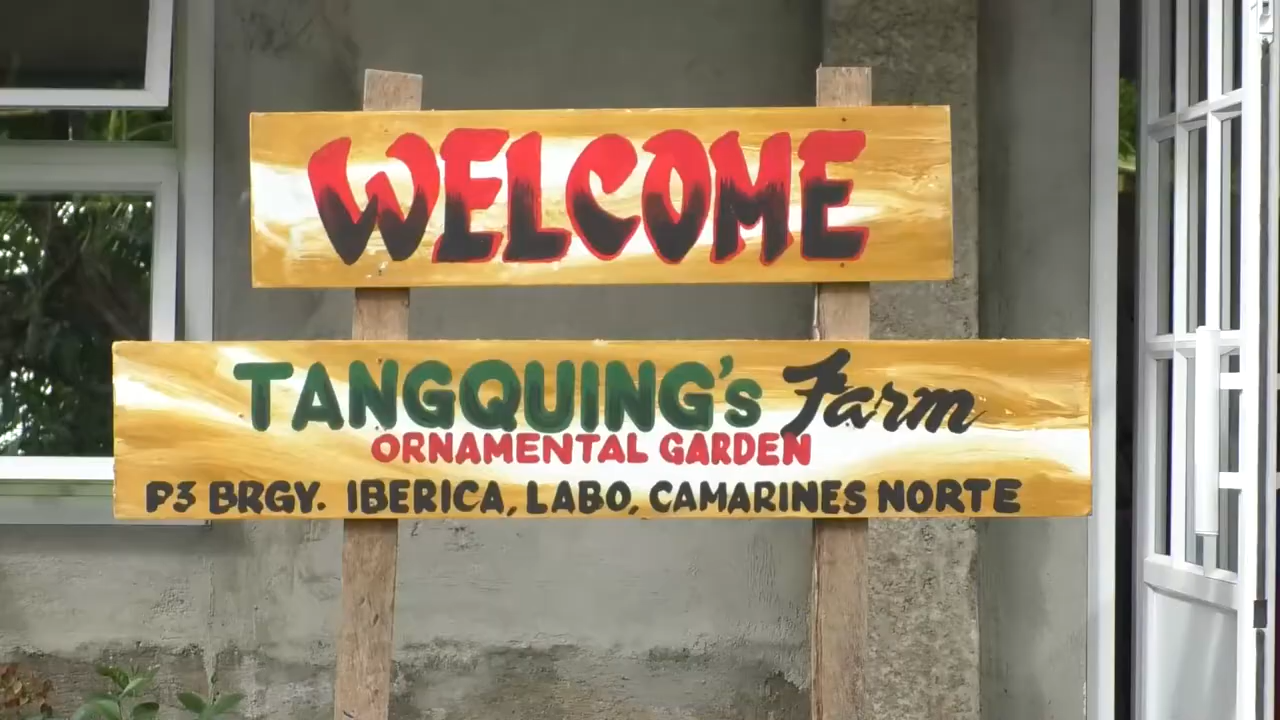 WELCOME
TANGQUING's Farm
ORNAMENTAL GARDEN
P3 BRGY. IBERICA, LABO, CAMARINES NORTE